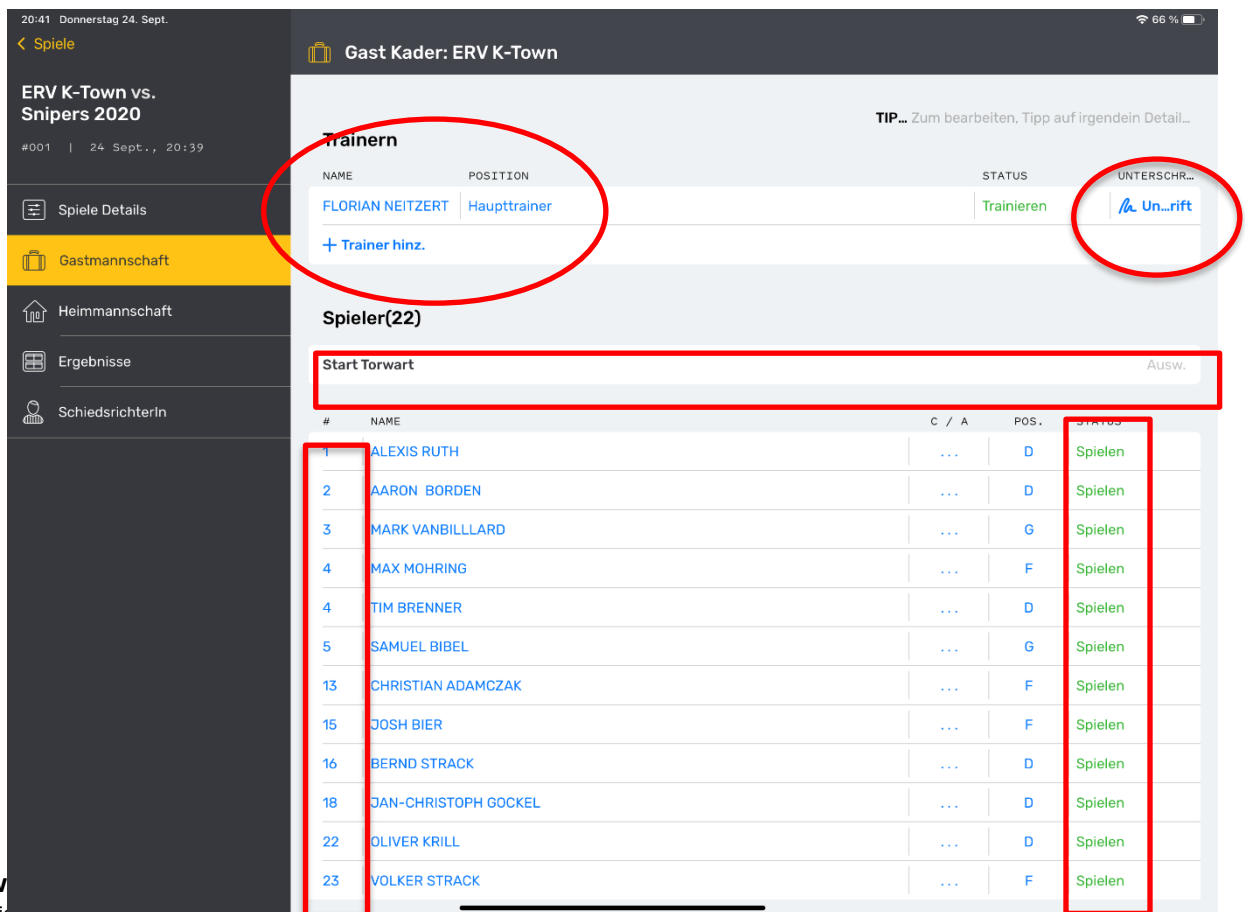 20:41 Donnerstag 24. Sept.
66 %
< Spiele
Gast Kader: ERV K-Town
ERV K-Town vs.
Snipers 2020
#001 | 24 Sept., 20:39
Spiele Details
Gastmannschaft
Heimmannschaft
Ergebnisse
SchiedsrichterIn
TIP... Zum bearbeiten, Tipp auf irgendein Detail...
Trainern
NAME POSITION STATUS UNTERSCHR...
FLORIAN NEITZERT Haupttrainer Trainieren Un...rift
+ Trainer hinz.
Spieler(22)
Start Torwart Ausw.
# NAME C / A POS. STATUS
1 ALEXIS RUTH ... D Spielen
2 AARON BORDEN ... D Spielen
3 MARK VANBILLLARD ... G Spielen
4 MAX MOHRING ... F Spielen
4 TIM BRENNER ... D Spielen
5 SAMUEL BIBEL ... G Spielen
13 CHRISTIAN ADAMCZAK ... F Spielen
15 JOSH BIER ... F Spielen
16 BERND STRACK ... D Spielen
18 JAN-CHRISTOPH GOCKEL ... D Spielen
22 OLIVER KRILL ... D Spielen
23 VOLKER STRACK ... F Spielen